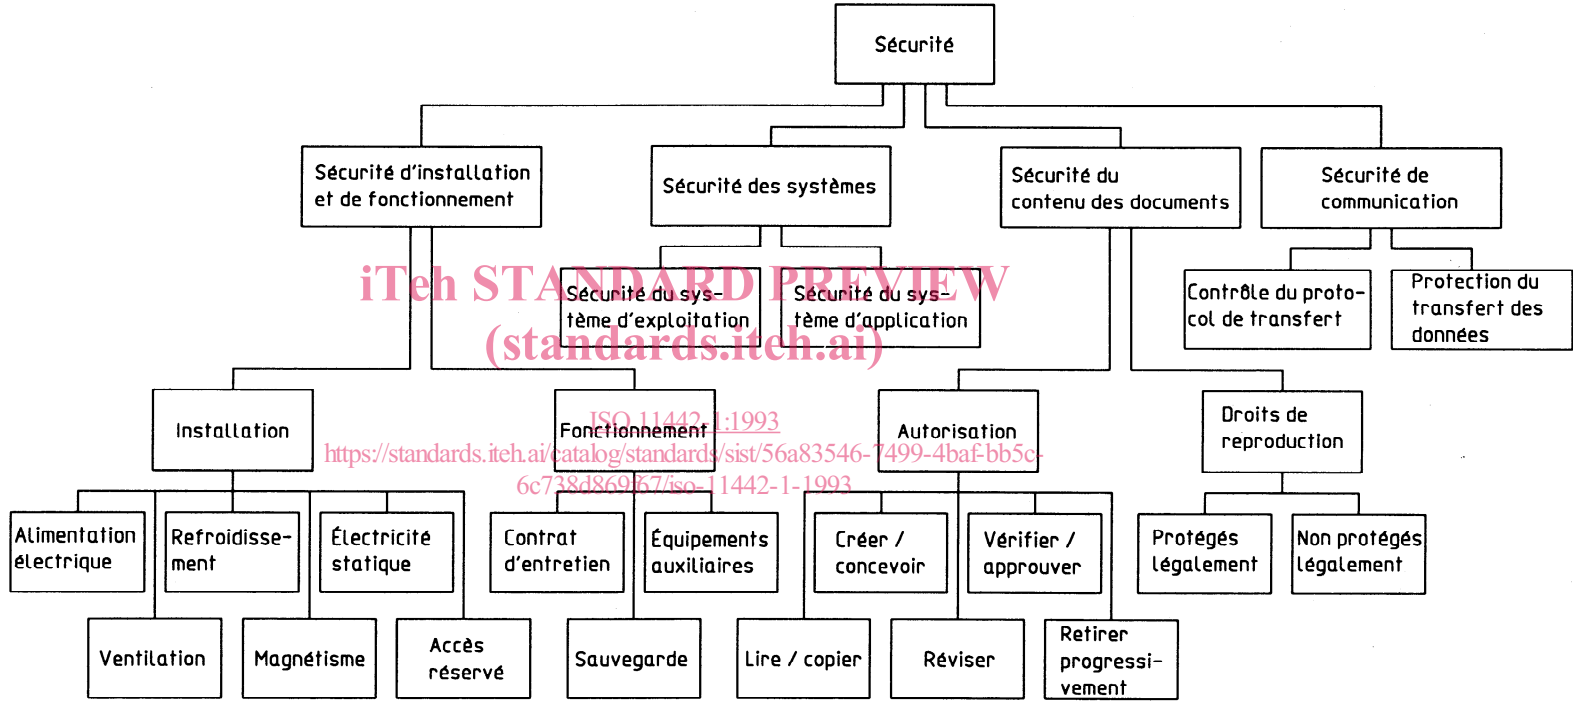 Sécurité
Sécurité d'installation
et de fonctionnement
Sécurité des systèmes
Sécurité du
contenu des documents
Sécurité de
communication
iTeh STANDARD PREVIEW
(standards.iteh.ai)
Sécurité du sys-
tème d'exploitation
Sécurité du sys-
tème d'application
Contrôle du proto-
col de transfert
Protection du
transfert des
données
Installation
Fonctionnement
Autorisation
Droits de
reproduction
ISO 11442-1:1993
https://standards.iteh.ai/catalog/standards/sist/56a83546-7499-4baf-bb5c-
6c738d869f67/iso-11442-1-1993
Alimentation
électrique
Refroidisse-
ment
Électricité
statique
Contrat
d'entretien
Équipements
auxiliaires
Créer /
concevoir
Vérifier /
approuver
Protégés
légalement
Non protégés
légalement
Ventilation
Magnétisme
Accès
réservé
Sauvegarde
Lire / copier
Réviser
Retirer
progressi-
vement